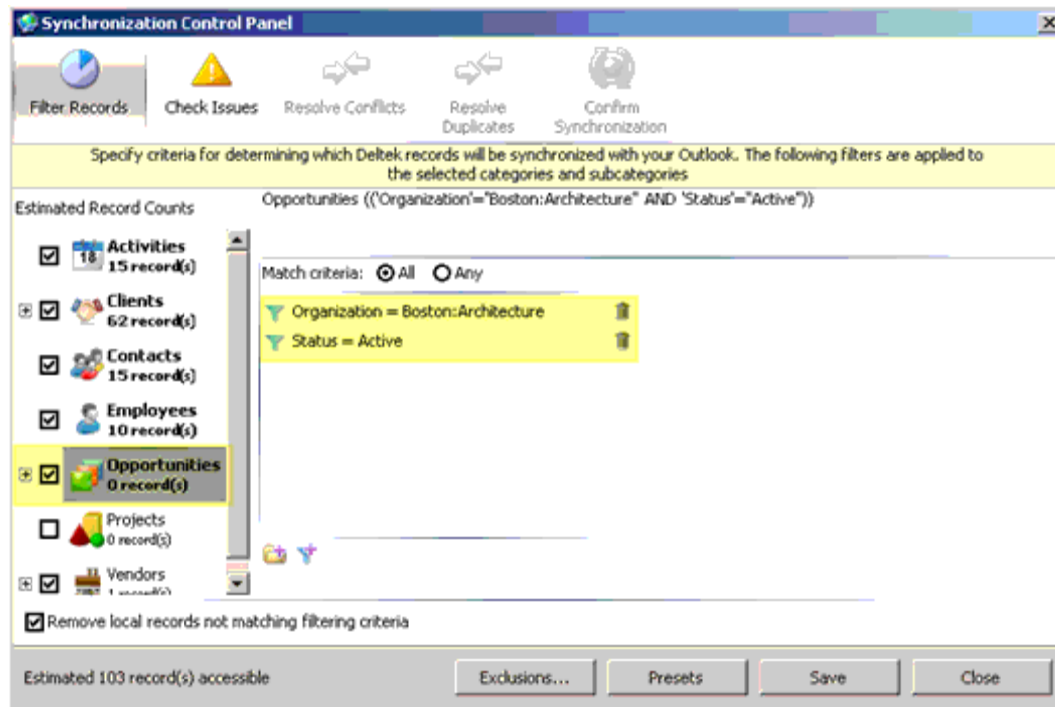 Synchronization Control Panel
Filter Records
Check Issues
Resolve Conflicts
Resolve
Duplicates
Confirm
Synchronization
Specify criteria for determining which Deltek records will be synchronized with your Outlook. The following filters are applied to
the selected categories and subcategories
Estimated Record Counts
Opportunities (('Organization'="Boston:Architecture" AND 'Status'="Active"))
Activities
18
15 record(s)
Clients
62 record(s)
Contacts
15 record(s)
Employees
10 record(s)
Opportunities
0 record(s)
Projects
0 record(s)
Vendors
1 record(s)
Match criteria: All Any
Organization = Boston:Architecture
Status = Active
Remove local records not matching filtering criteria
Estimated 103 record(s) accessible
Exclusions...
Presets
Save
Close